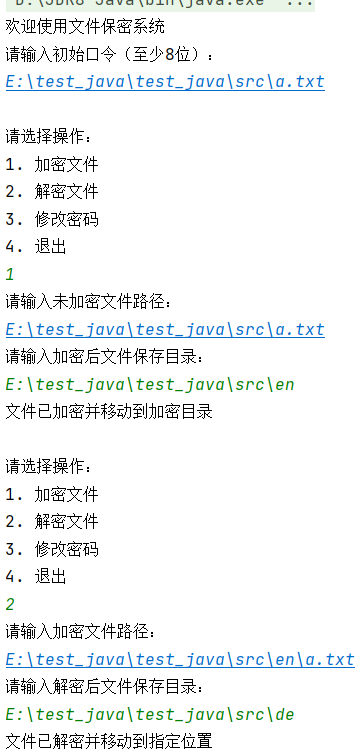 D:\JDK8 Java\bin\java.exe" ...
欢迎使用文件保密系统
请输入初始口令（至少8位）：
E:\test_java\test_java\src\a.txt
请选择操作：
1. 加密文件
2. 解密文件
3. 修改密码
4. 退出
1
请输入未加密文件路径：
E:\test_java\test_java\src\a.txt
请输入加密后文件保存目录：
E:\test_java\test_java\src\en
文件已加密并移动到加密目录
请选择操作：
1. 加密文件
2. 解密文件
3. 修改密码
4. 退出
2
请输入加密文件路径：
E:\test_java\test_java\src\en\a.txt
请输入解密后文件保存目录：
E:\test_java\test_java\src\de
文件已解密并移动到指定位置